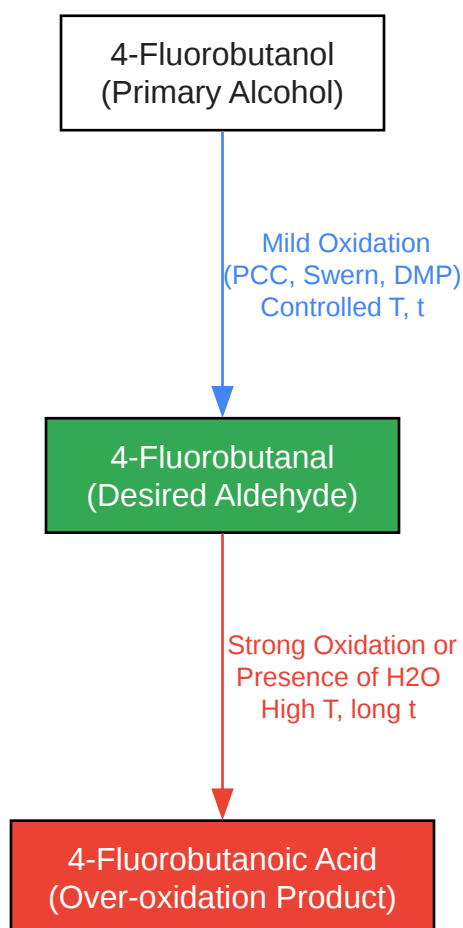 4-Fluorobutanol
(Primary Alcohol)
Mild Oxidation
(PCC, Swern, DMP)
Controlled T, t
4-Fluorobutanal
(Desired Aldehyde)
Strong Oxidation or
Presence of H2O
High T, long t
4-Fluorobutanoic Acid
(Over-oxidation Product)